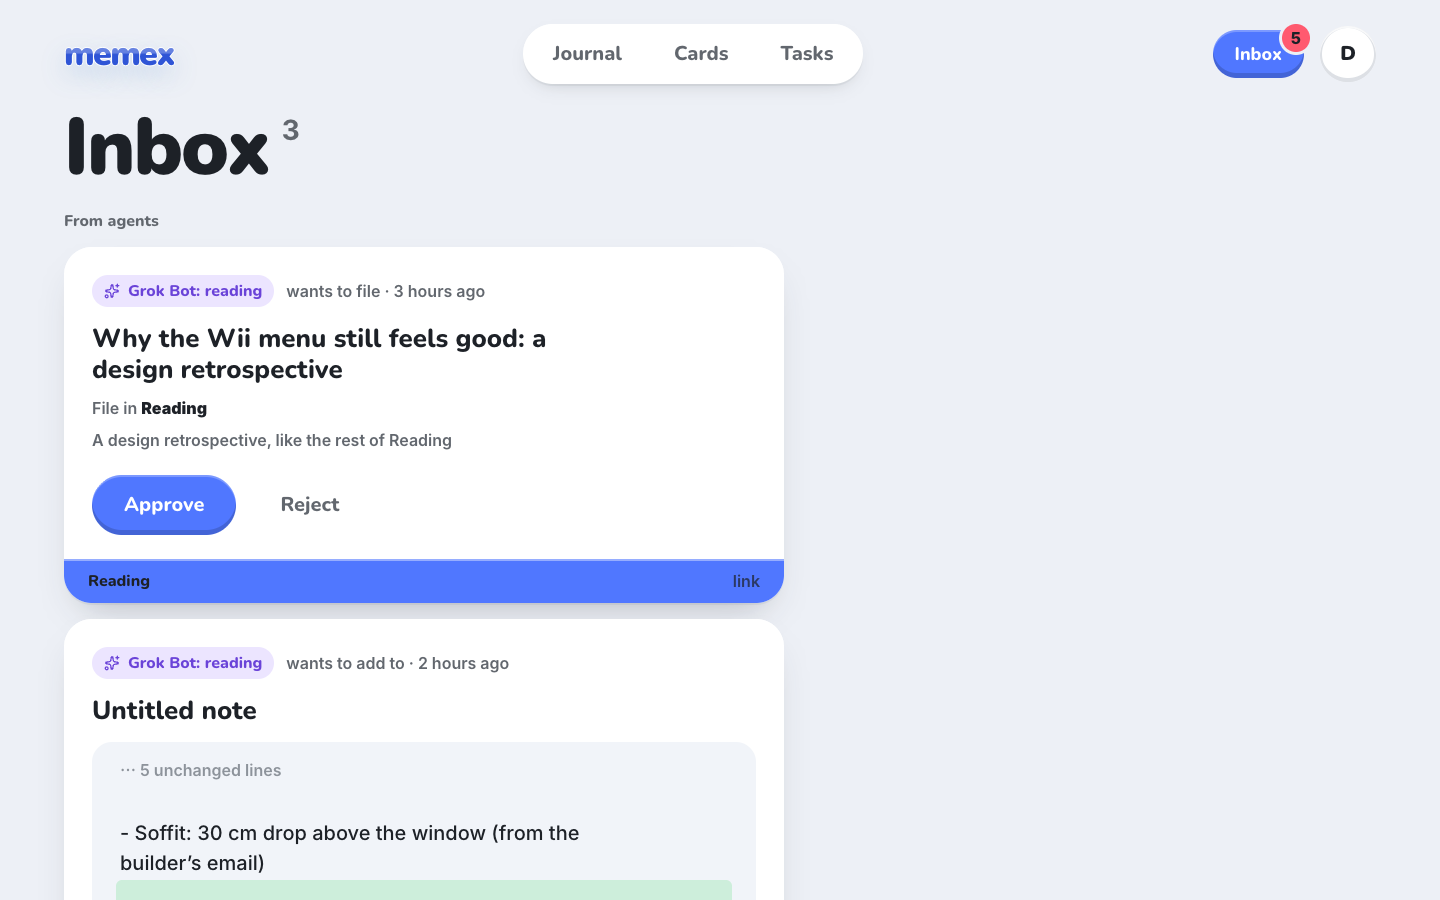 memex
Journal Cards Tasks
Inbox 5 D
Inbox 3
From agents
Grok Bot: reading wants to file · 3 hours ago
Why the Wii menu still feels good: a
design retrospective
File in Reading
A design retrospective, like the rest of Reading
Approve Reject
Reading link
Grok Bot: reading wants to add to · 2 hours ago
Untitled note
··· 5 unchanged lines
- Soffit: 30 cm drop above the window (from the
builder’s email)